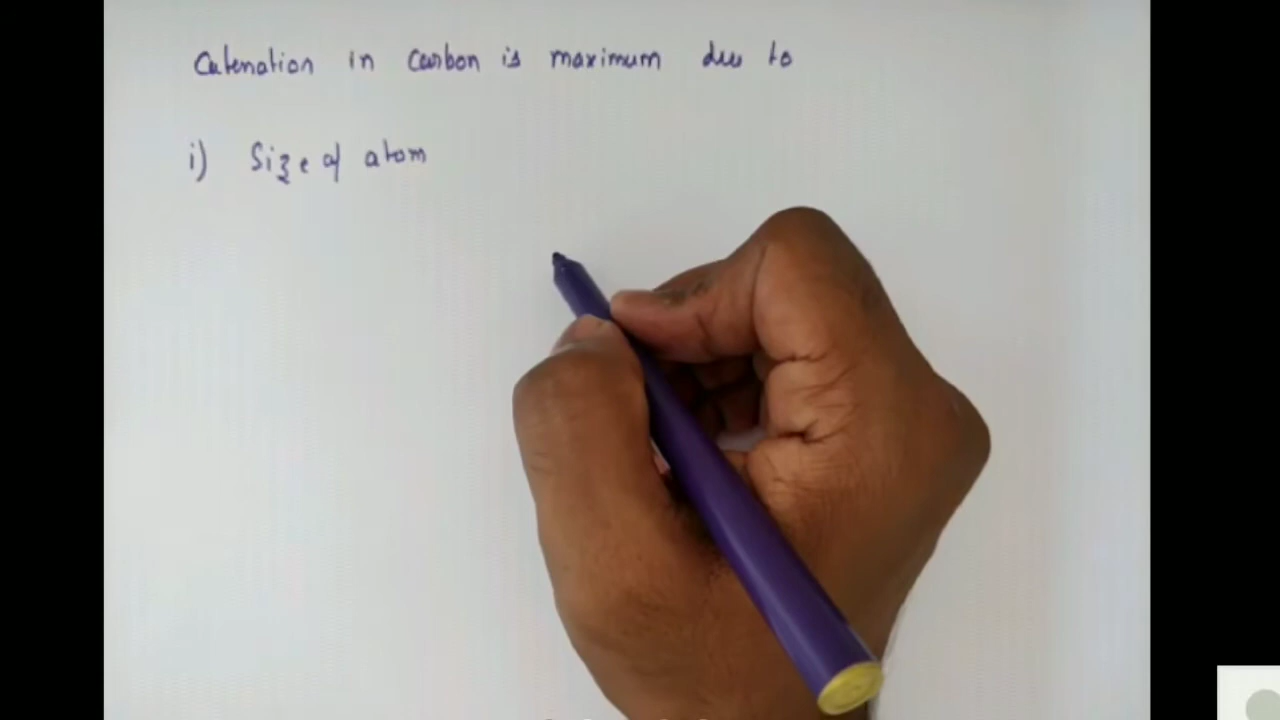 Catenation in Carbon is maximum due to
i) Size of atom